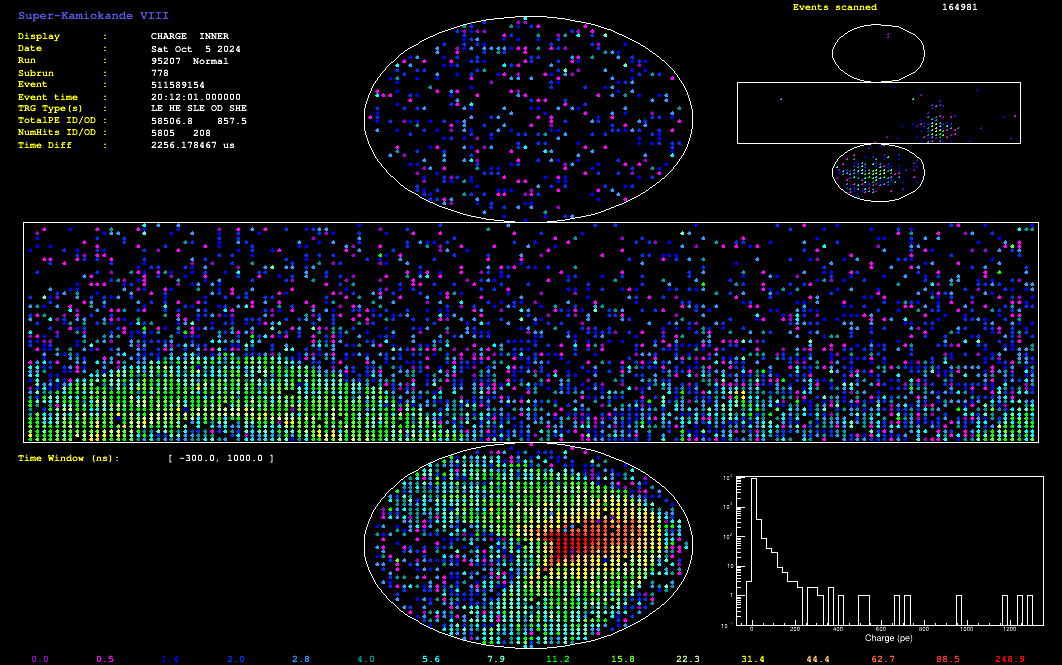 Super-Kamiokande VIII
Events scanned 164981
Display : CHARGE INNER
Date : Sat Oct 5 2024
Run : 95207 Normal
Subrun : 778
Event : 511589154
Event time : 20:12:01.000000
TRG Type(s) : LE HE SLE OD SHE
TotalPE ID/OD : 58506.8 857.5
NumHits ID/OD : 5805 208
Time Diff : 2256.178467 us
Time Window (ns): [ -300.0, 1000.0 ]
10
1
0 200 400 600 800 1000 1200
Charge (pe)
0.0 0.5 1.4 2.0 2.8 4.0 5.6 7.9 11.2 15.8 22.3 31.4 44.4 62.7 88.5 248.9